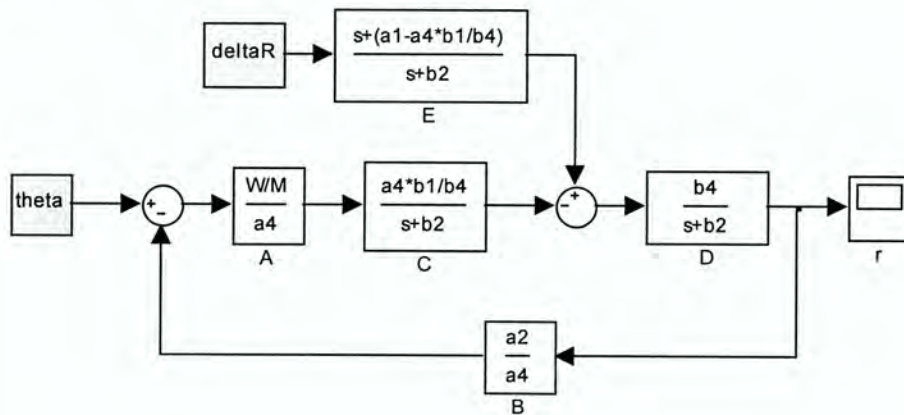 deltaR
s+(a1-a4*b1/b4)
s+b2
E
theta
+
-
W/M
a4
A
a4*b1/b4
s+b2
C
-
+
b4
s+b2
D
r
a2
a4
B